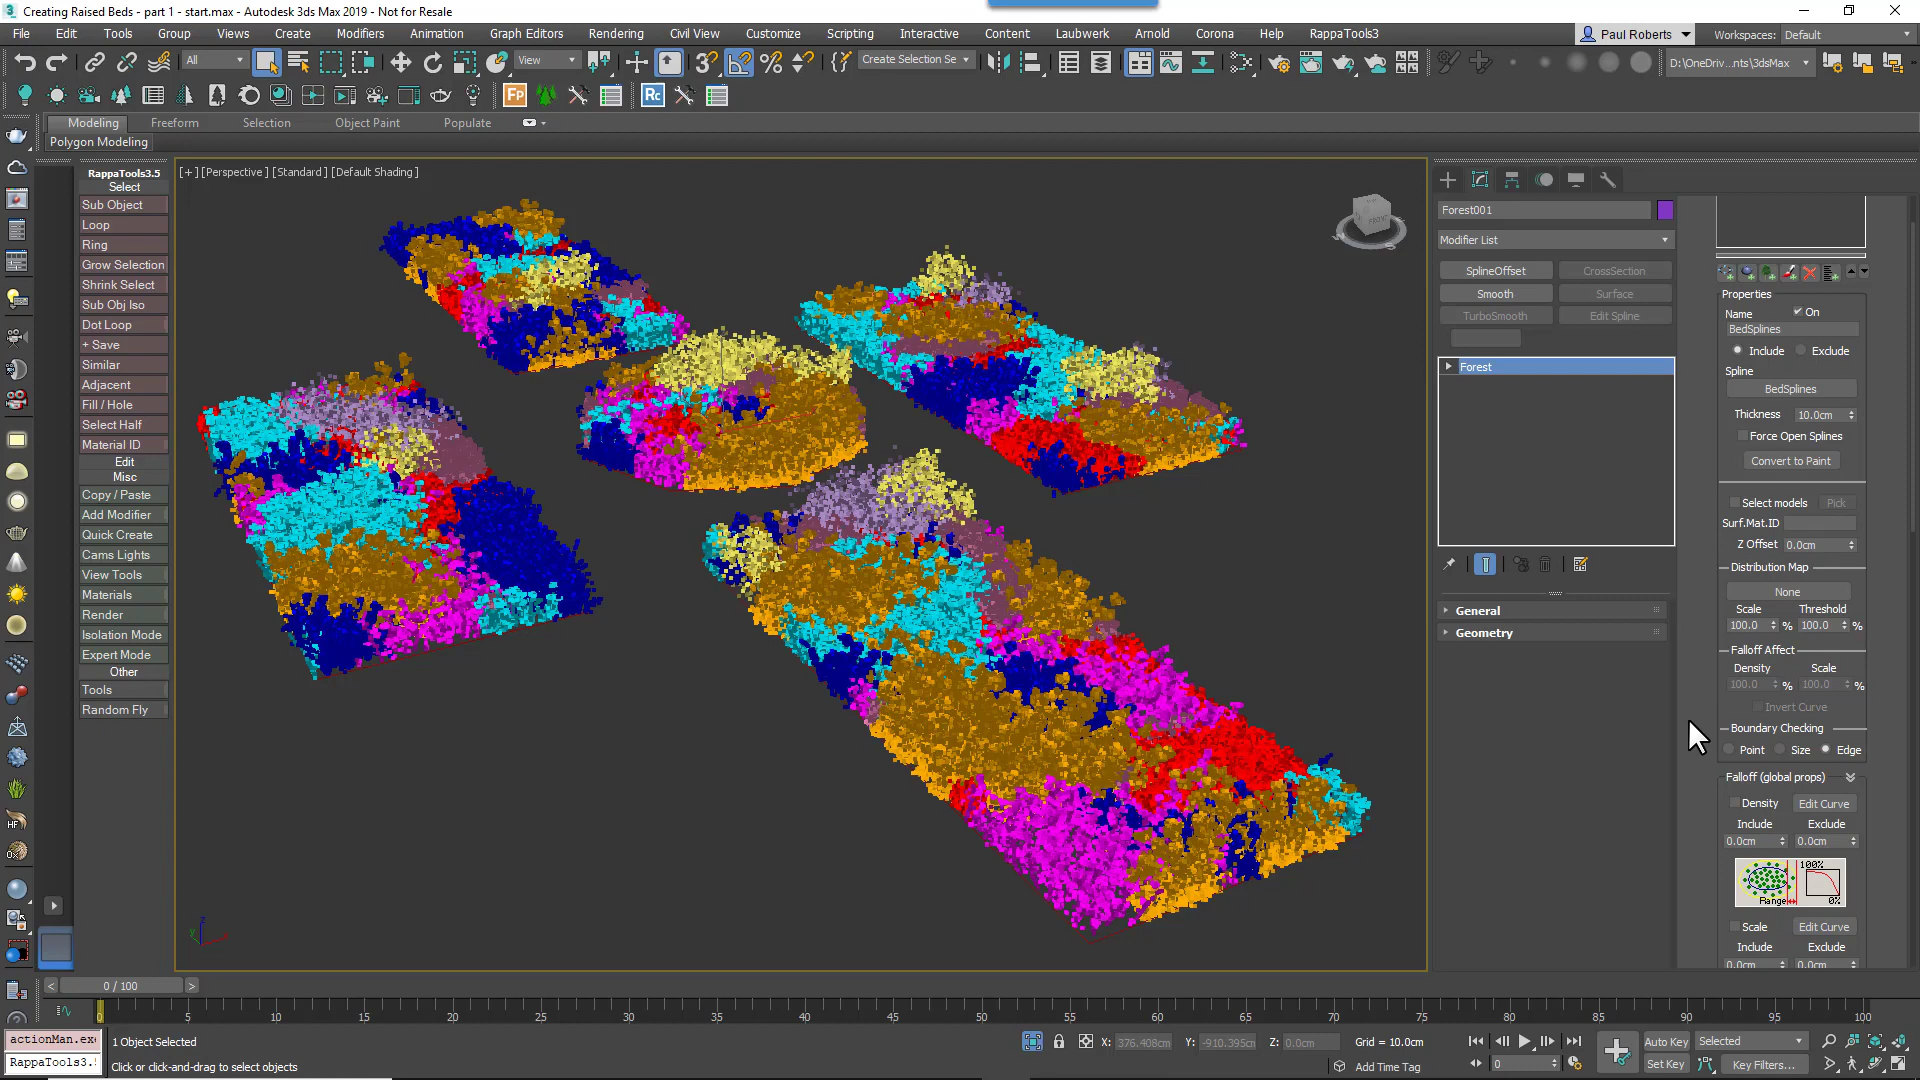 Creating Raised Beds - part 1 - start.max - Autodesk 3ds Max 2019 - Not for Resale
File Edit Tools Group Views Create Modifiers Animation Graph Editors Rendering Civil View Customize Scripting Interactive Content Laubwerk Arnold Corona Help RappaTools3
Paul Roberts Workspaces: Default
All View Create Selection Se D:\OneDriv...nts\3dsMax
Fp Rc
Modeling Freeform Selection Object Paint Populate
Polygon Modeling
RappaTools3.5
Select
Sub Object
Loop
Ring
Grow Selection
Shrink Select
Sub Obj Iso
Dot Loop
+ Save
Similar
Adjacent
Fill / Hole
Select Half
Material ID
Edit
Misc
Copy / Paste
Add Modifier
Quick Create
Cams Lights
View Tools
Materials
Render
Isolation Mode
Expert Mode
Other
Tools
Random Fly
[+] [Perspective ] [Standard ] [Default Shading ]
Forest001
Modifier List
SplineOffset CrossSection
Smooth Surface
TurboSmooth Edit Spline
Forest
General
Geometry
Properties
Name On
BedSplines
Include Exclude
Spline
BedSplines
Thickness 10.0cm
Force Open Splines
Convert to Paint
Select models Pick
Surf.Mat.ID
Z Offset 0.0cm
Distribution Map
None
Scale Threshold
100.0 % 100.0 %
Falloff Affect
Density Scale
100.0 % 100.0 %
Invert Curve
Boundary Checking
Point Size Edge
Falloff (global props)
Density Edit Curve
Include Exclude
0.0cm 0.0cm
100%
Range 0%
Scale Edit Curve
Include Exclude
0.0cm 0.0cm
0 / 100
0 5 10 15 20 25 30 35 40 45 50 55 60 65 70 75 80 85 90 95 100
actionMan.exe
RappaTools3.5
1 Object Selected
Click or click-and-drag to select objects
X: 376.408cm Y: -910.395cm Z: 0.0cm Grid = 10.0cm
Add Time Tag
0
Auto Key Selected
Set Key Key Filters...